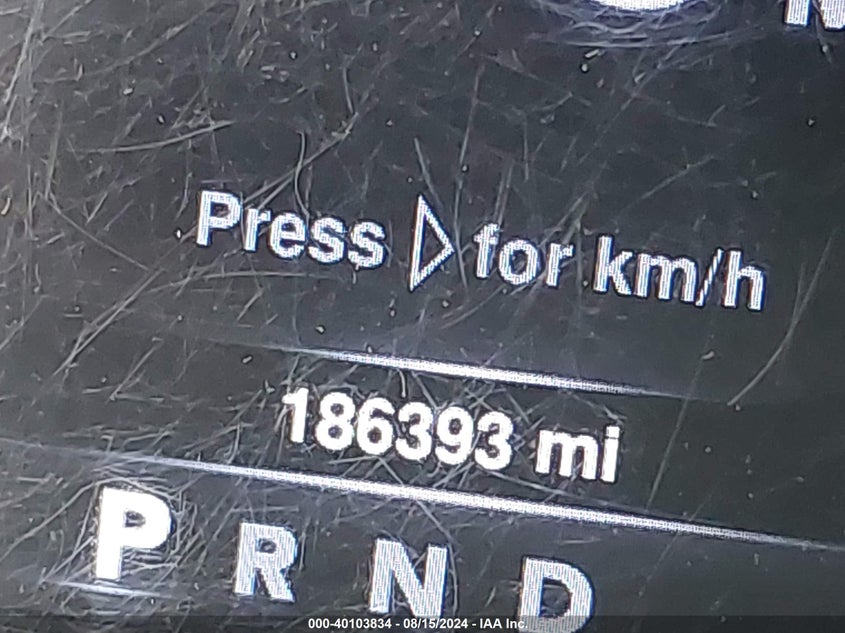 Press ▷ for km/h
186393 mi
P R N D
000-40103834 - 08/15/2024 - IAA Inc.